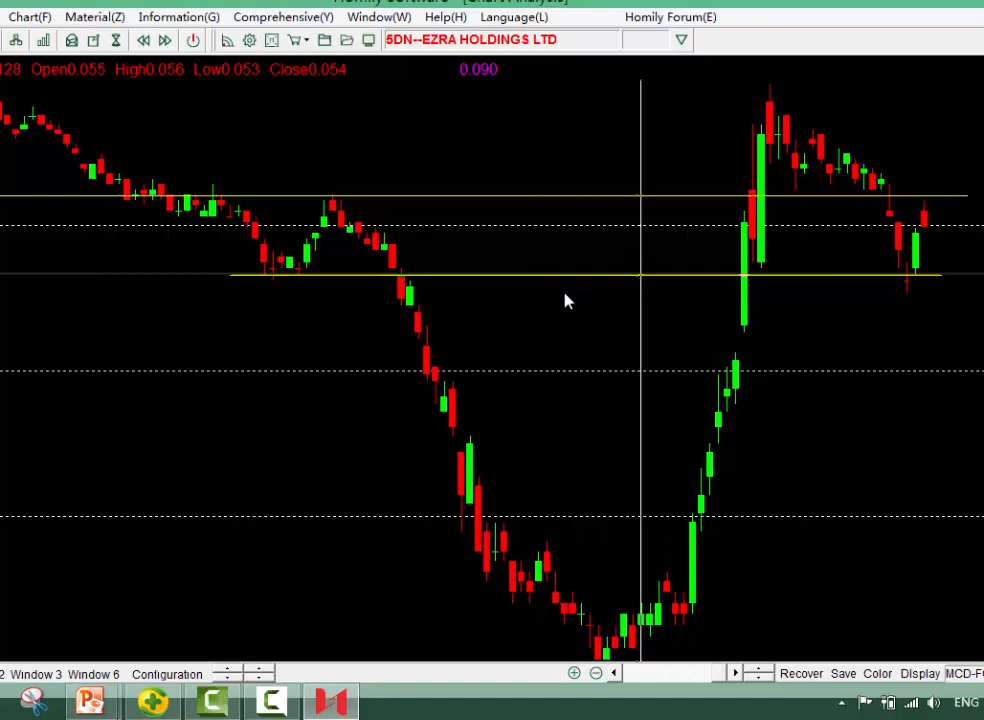 Homily Software - [Chart Analysis]
Chart(F) Material(Z) Information(G) Comprehensive(Y) Window(W) Help(H) Language(L) Homily Forum(E)
5DN--EZRA HOLDINGS LTD
128 Open0.055 High0.056 Low0.053 Close0.054 0.090
2 Window 3 Window 6 Configuration Recover Save Color Display MCD-F
ENG